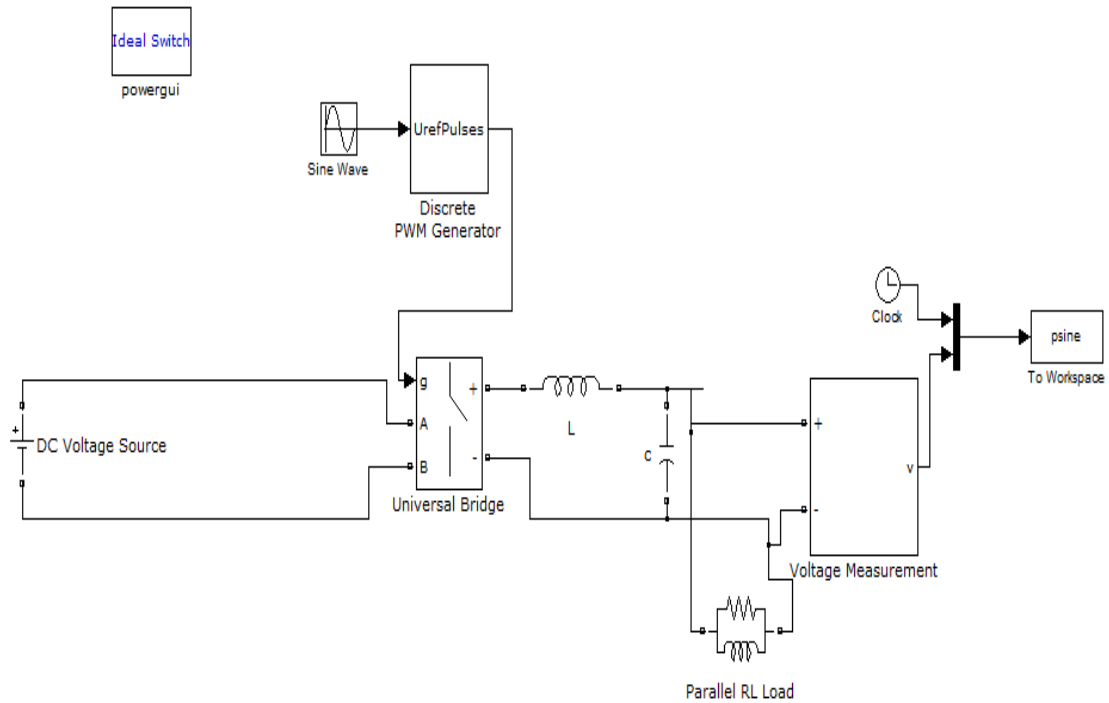 Ideal Switch
powergui
Sine Wave
UrefPulses
Discrete
PWM Generator
Clock
psine
To Workspace
g
A
B
+
-
Universal Bridge
+
DC Voltage Source
L
C
+
-
v
Voltage Measurement
Parallel RL Load